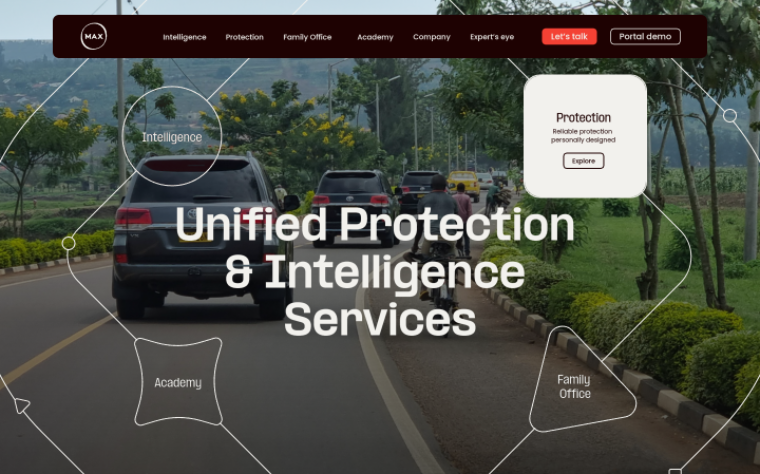 MAX
Intelligence
Protection
Family Office
Academy
Company
Expert's eye
Let's talk
Portal demo
Intelligence
Protection
Reliable protection
personally designed
Explore
Unified Protection
& Intelligence
Services
Academy
Family
Office